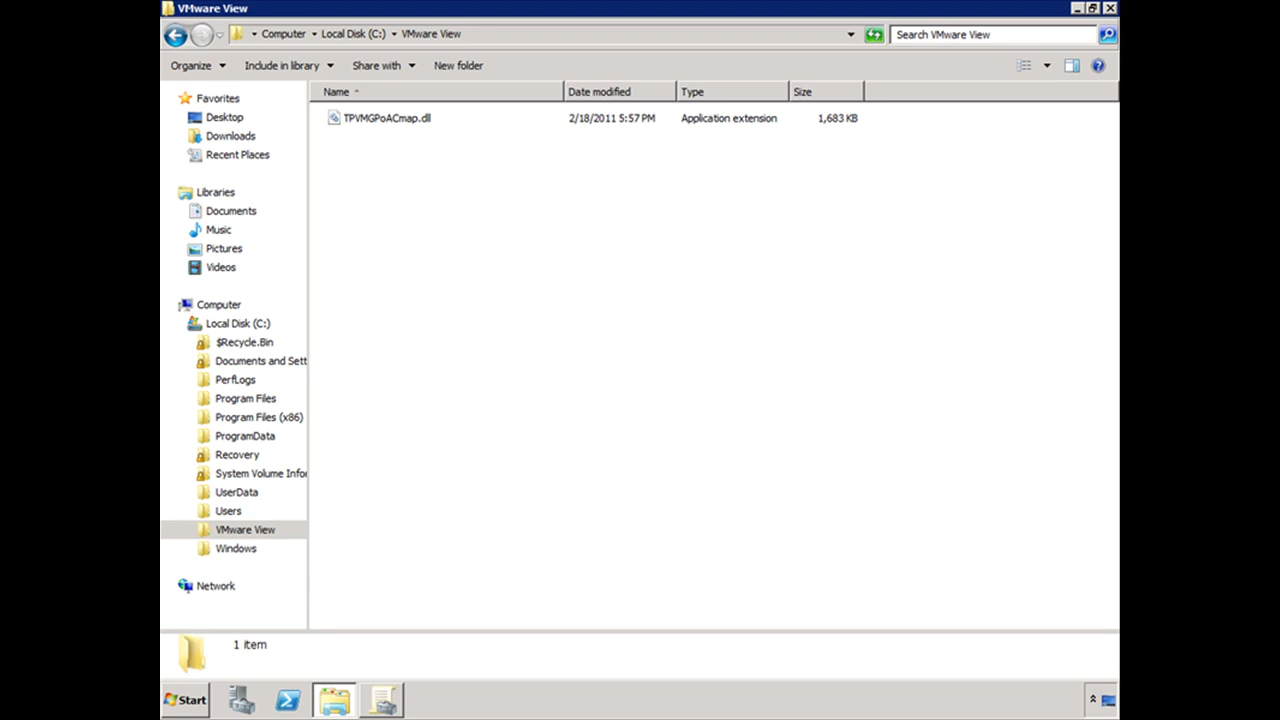 VMware View
Computer Local Disk (C:) VMware View
Search VMware View
Organize Include in library Share with New folder
Name Date modified Type Size
TPVMGPoACmap.dll 2/18/2011 5:57 PM Application extension 1,683 KB
Favorites
Desktop
Downloads
Recent Places
Libraries
Documents
Music
Pictures
Videos
Computer
Local Disk (C:)
$Recycle.Bin
Documents and Sett
PerfLogs
Program Files
Program Files (x86)
ProgramData
Recovery
System Volume Infor
UserData
Users
VMware View
Windows
Network
1 item
Start